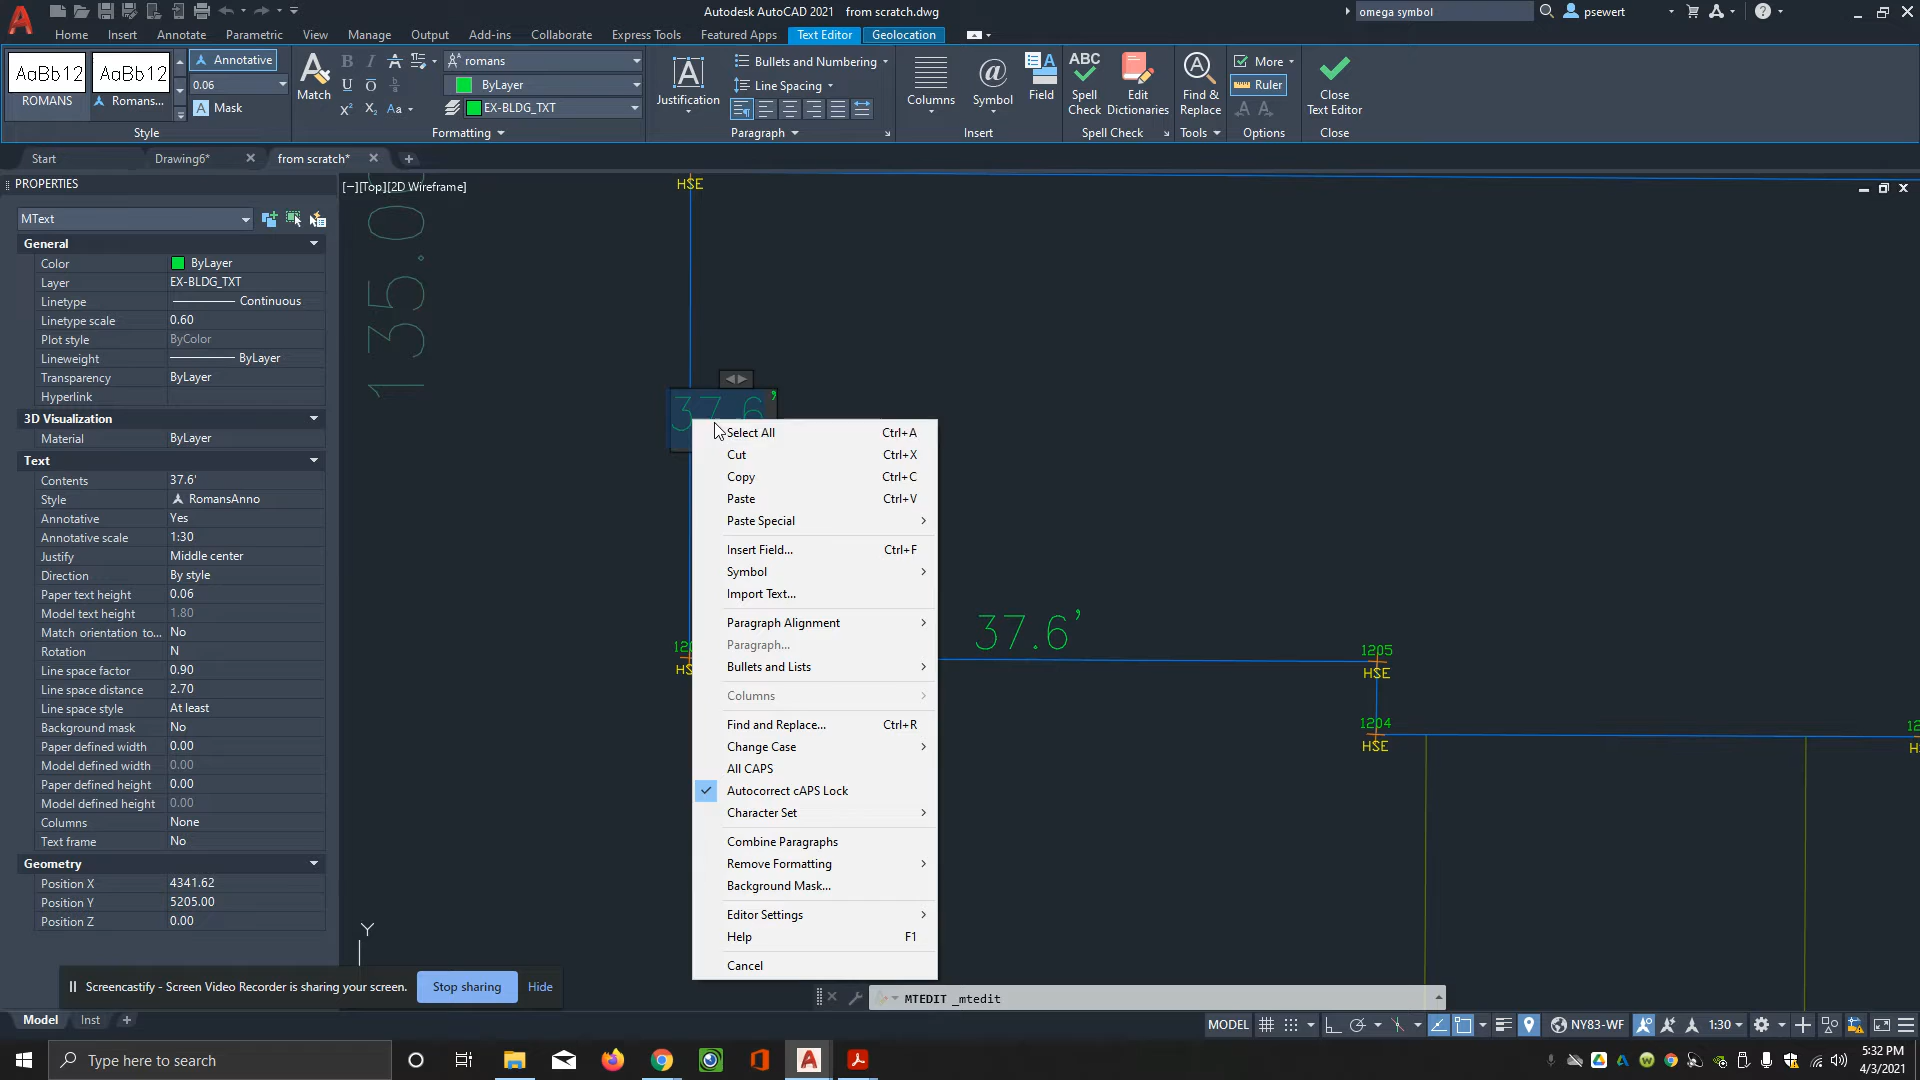 Autodesk AutoCAD 2021 from scratch.dwg
omega symbol
psewert
Home Insert Annotate Parametric View Manage Output Add-ins Collaborate Express Tools Featured Apps Text Editor Geolocation
AaBb12 AaBb12
ROMANS Romans...
Annotative
0.06
Mask
Style
Match
romans
ByLayer
EX-BLDG_TXT
Formatting
Justification
Bullets and Numbering
Line Spacing
Paragraph
Columns Symbol Field
Insert
Spell Check
Edit Dictionaries
Spell Check
Find & Replace
Tools
More
Ruler
Options
Close Text Editor
Close
Start Drawing6* from scratch*
PROPERTIES
[−][Top][2D Wireframe]
MText
General
Color ByLayer
Layer EX-BLDG_TXT
Linetype Continuous
Linetype scale 0.60
Plot style ByColor
Lineweight ByLayer
Transparency ByLayer
Hyperlink
3D Visualization
Material ByLayer
Text
Contents 37.6'
Style RomansAnno
Annotative Yes
Annotative scale 1:30
Justify Middle center
Direction By style
Paper text height 0.06
Model text height 1.80
Match orientation to... No
Rotation N
Line space factor 0.90
Line space distance 2.70
Line space style At least
Background mask No
Paper defined width 0.00
Model defined width 0.00
Paper defined height 0.00
Model defined height 0.00
Columns None
Text frame No
Geometry
Position X 4341.62
Position Y 5205.00
Position Z 0.00
HSE
135.0
37.6'
Select All Ctrl+A
Cut Ctrl+X
Copy Ctrl+C
Paste Ctrl+V
Paste Special
Insert Field... Ctrl+F
Symbol
Import Text...
Paragraph Alignment
Paragraph...
Bullets and Lists
Columns
Find and Replace... Ctrl+R
Change Case
All CAPS
Autocorrect cAPS Lock
Character Set
Combine Paragraphs
Remove Formatting
Background Mask...
Editor Settings
Help F1
Cancel
37.6'
1205
HSE
1204
HSE
Y
Screencastify - Screen Video Recorder is sharing your screen. Stop sharing Hide
MTEDIT _mtedit
Model Inst
MODEL NY83-WF 1:30
Type here to search
5:32 PM
4/3/2021